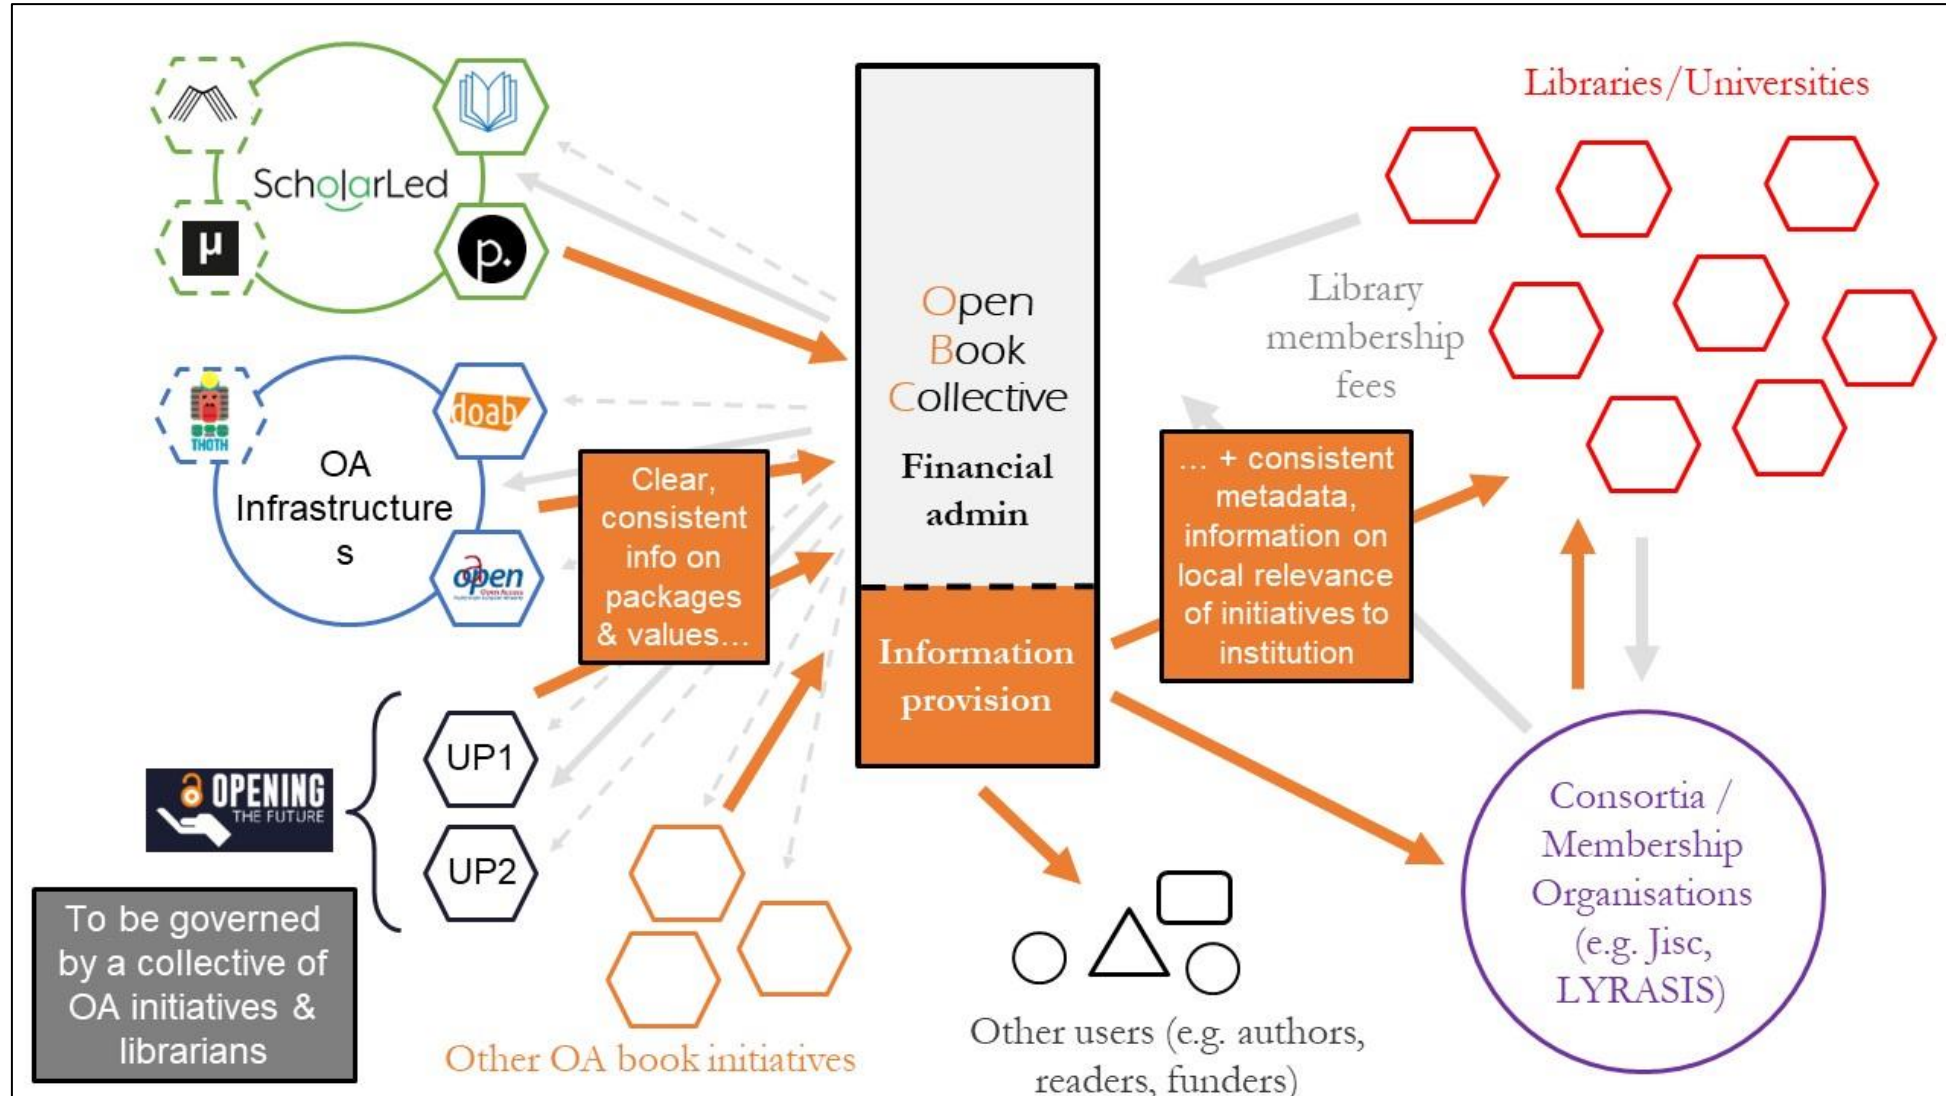 ScholarLed
μ
p.
THOTH
doab
OA
Infrastructure
s
open
Open Access
OPENING
THE FUTURE
UP1
UP2
To be governed
by a collective of
OA initiatives &
librarians
Clear,
consistent
info on
packages
& values…
Other OA book initiatives
Open
Book
Collective
Financial
admin
Information
provision
Other users (e.g. authors,
readers, funders)
Libraries/Universities
Library
membership
fees
… + consistent
metadata,
information on
local relevance
of initiatives to
institution
Consortia /
Membership
Organisations
(e.g. Jisc,
LYRASIS)